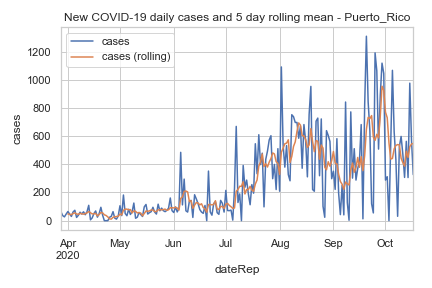 New COVID-19 daily cases and 5 day rolling mean - Puerto_Rico
cases
cases (rolling)
1200
1000
800
600
400
200
0
cases
Apr
2020
May
Jun
Jul
Aug
Sep
Oct
dateRep